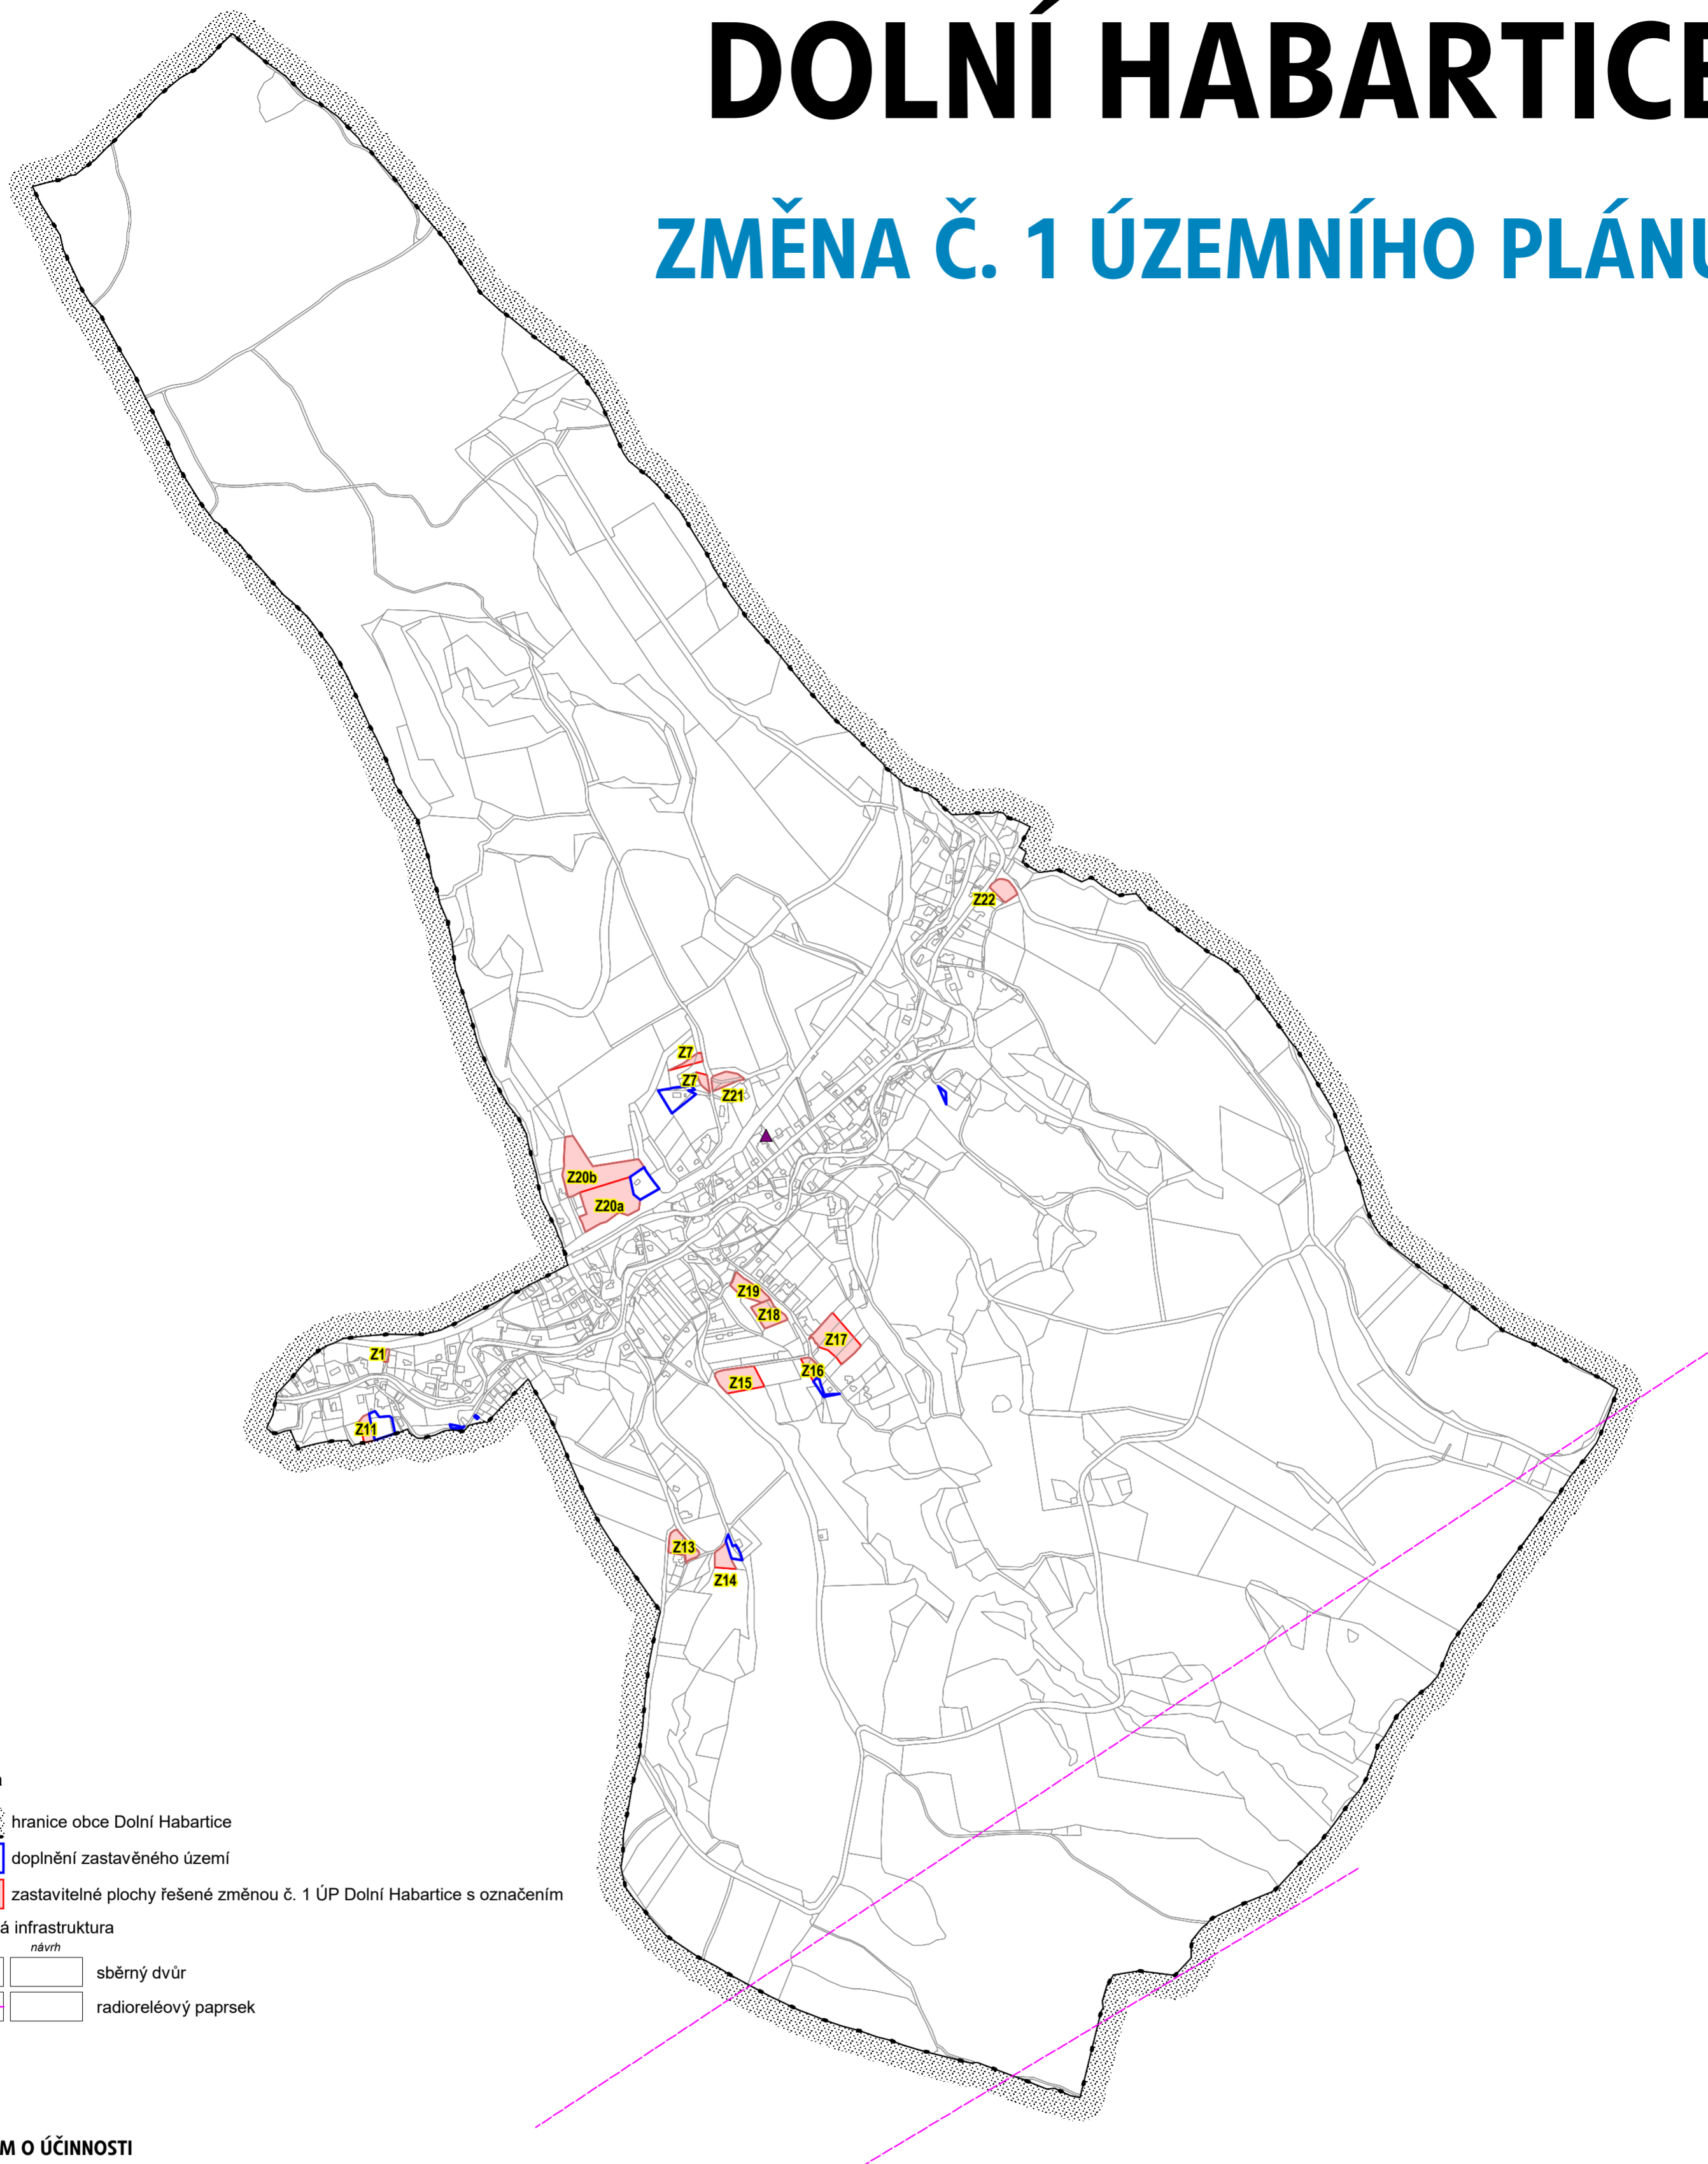 DOLNÍ HABARTICE
ZMĚNA Č. 1 ÚZEMNÍHO PLÁNU
Z22
Z7
Z7
Z21
Z20b
Z20a
Z19
Z18
Z17
Z16
Z15
Z1
Z11
Z13
Z14
hranice obce Dolní Habartice
doplnění zastavěného území
zastavitelné plochy řešené změnou č. 1 ÚP Dolní Habartice s označením
á infrastruktura
návrh
sběrný dvůr
radioreléový paprsek
M O ÚČINNOSTI